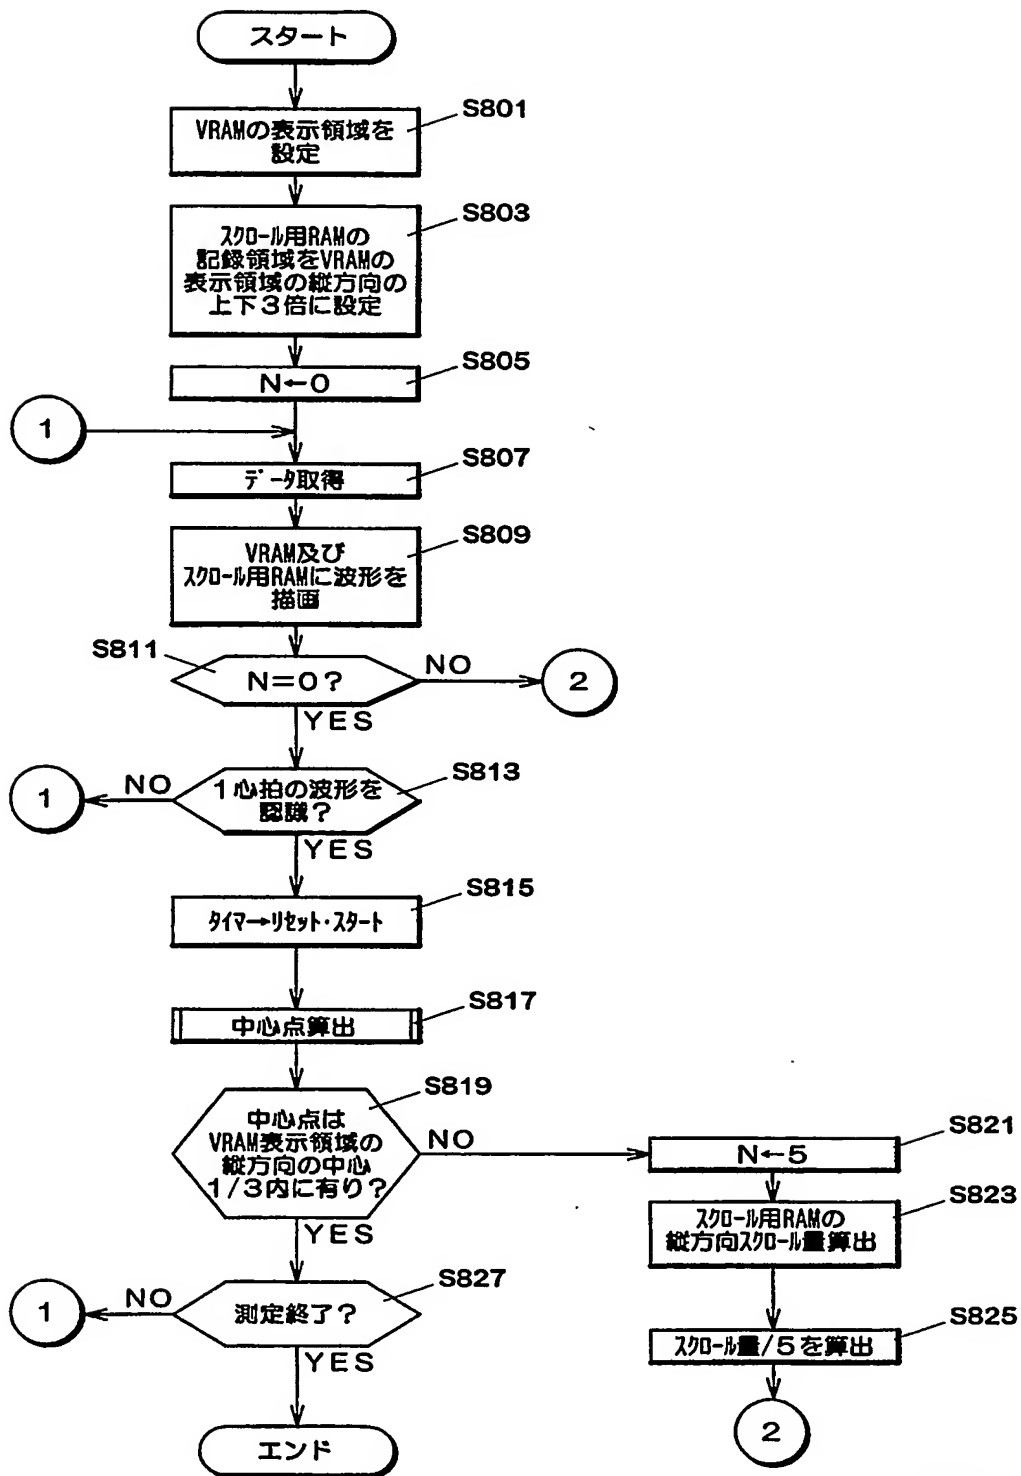 スタート
S801
VRAMの表示領域を
設定
S803
スクロール用RAMの
記録領域をVRAMの
表示領域の縦方向の
上下3倍に設定
S805
N←0
1
S807
データ取得
S809
VRAM及び
スクロール用RAMに波形を
描画
S811
N=0?
NO
2
YES
S813
1心拍の波形を
認識?
NO
1
YES
S815
タイマ→リセット・スタート
S817
中心点算出
S819
中心点は
VRAM表示領域の
縦方向の中心
1/3内に有り?
NO
S821
N←5
S823
スクロール用RAMの
縦方向スクロール量算出
S825
スクロール量/5を算出
2
YES
S827
測定終了?
NO
1
YES
エンド